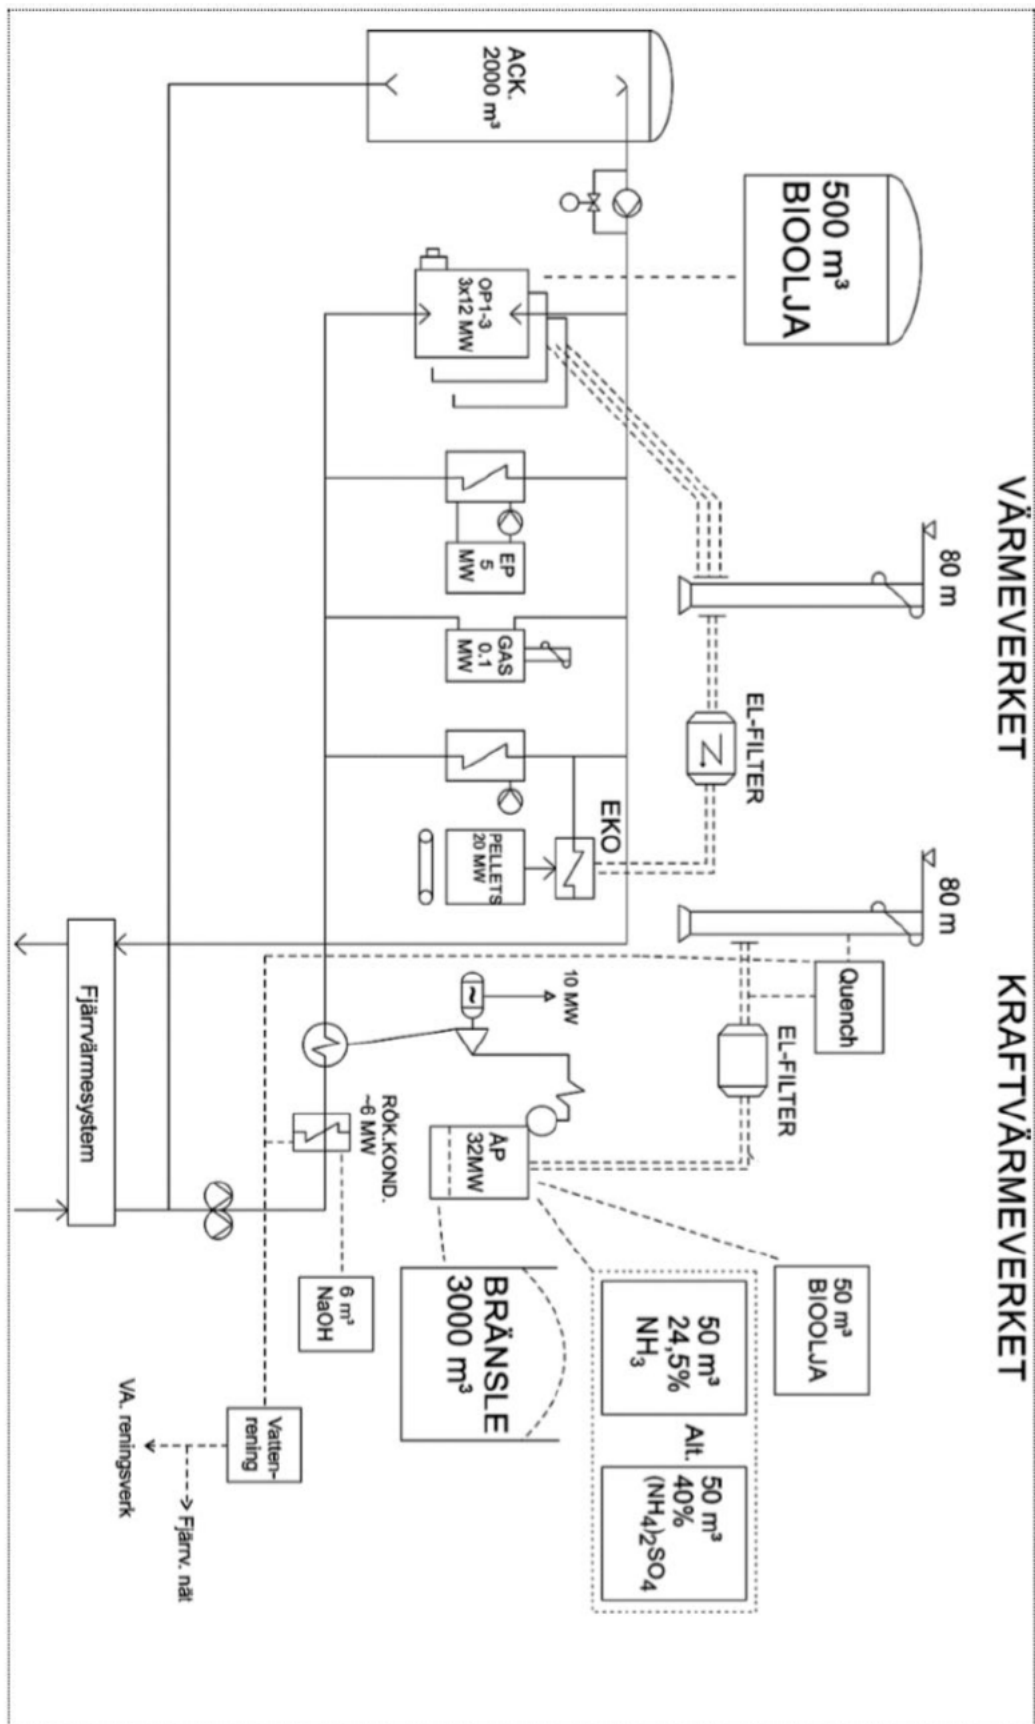 VÄRMEVERKET
KRAFTVÄRMEVERKET
80 m
80 m
500 m³
BIOOLJA
EL-FILTER
Quench
EL-FILTER
50 m³
BIOOLJA
ACK.
2000 m³
EKO
10 MW
50 m³
24,5%
NH₃
Alt.
50 m³
40%
(NH₄)₂SO₄
OP1-3
3x12 MW
EP
5
MW
GAS
0.1
MW
PELLETS
20 MW
~
ÅP
32MW
BRÄNSLE
3000 m³
RÖK.KOND.
~6 MW
6 m³
NaOH
Vatten-
rening
Fjärrv. nät
VA. reningsverk
Fjärrvärmesystem